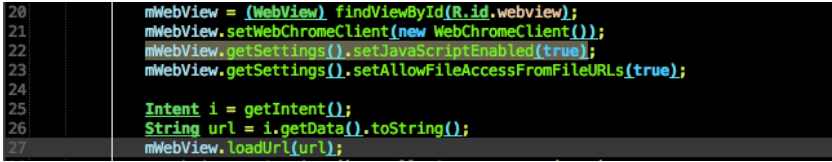 20 mWebView = (WebView) findViewById(R.id.webview);
21 mWebView.setWebChromeClient(new WebChromeClient());
22 mWebView.getSettings().setJavaScriptEnabled(true);
23 mWebView.getSettings().setAllowFileAccessFromFileURLs(true);
24
25 Intent i = getIntent();
26 String url = i.getData().toString();
27 mWebView.loadUrl(url);